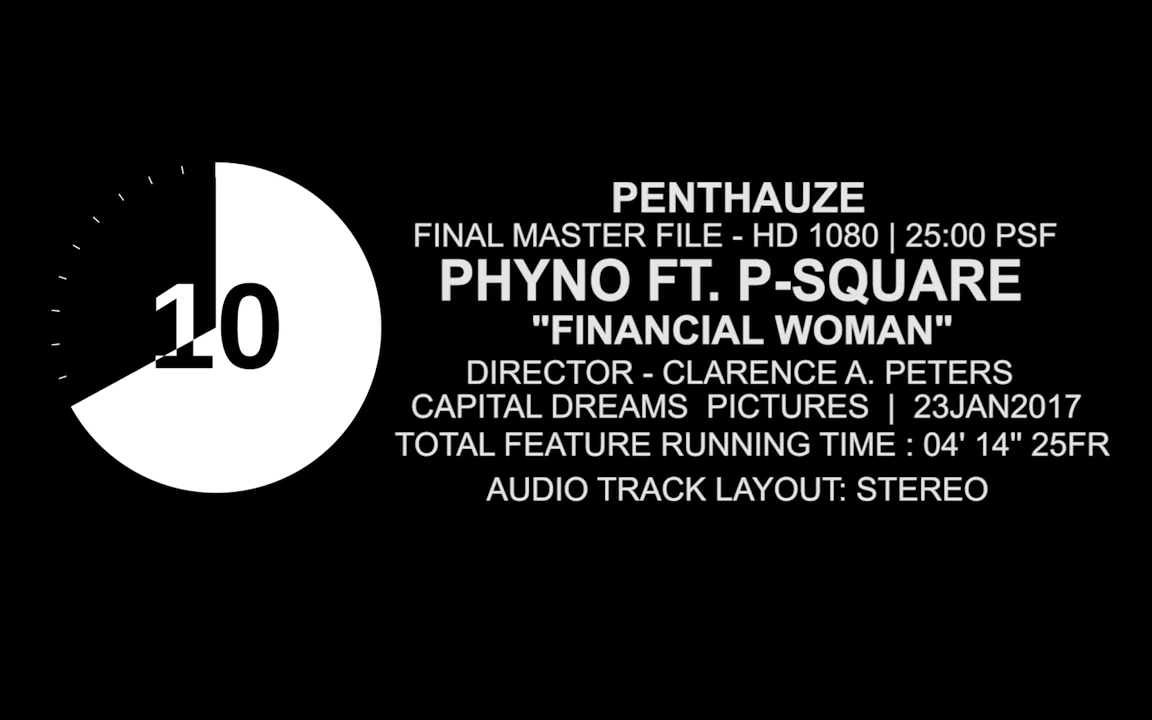 10
PENTHAUZE
FINAL MASTER FILE - HD 1080 | 25:00 PSF
PHYNO FT. P-SQUARE
"FINANCIAL WOMAN"
DIRECTOR - CLARENCE A. PETERS
CAPITAL DREAMS  PICTURES  |  23JAN2017
TOTAL FEATURE RUNNING TIME : 04' 14" 25FR
AUDIO TRACK LAYOUT: STEREO